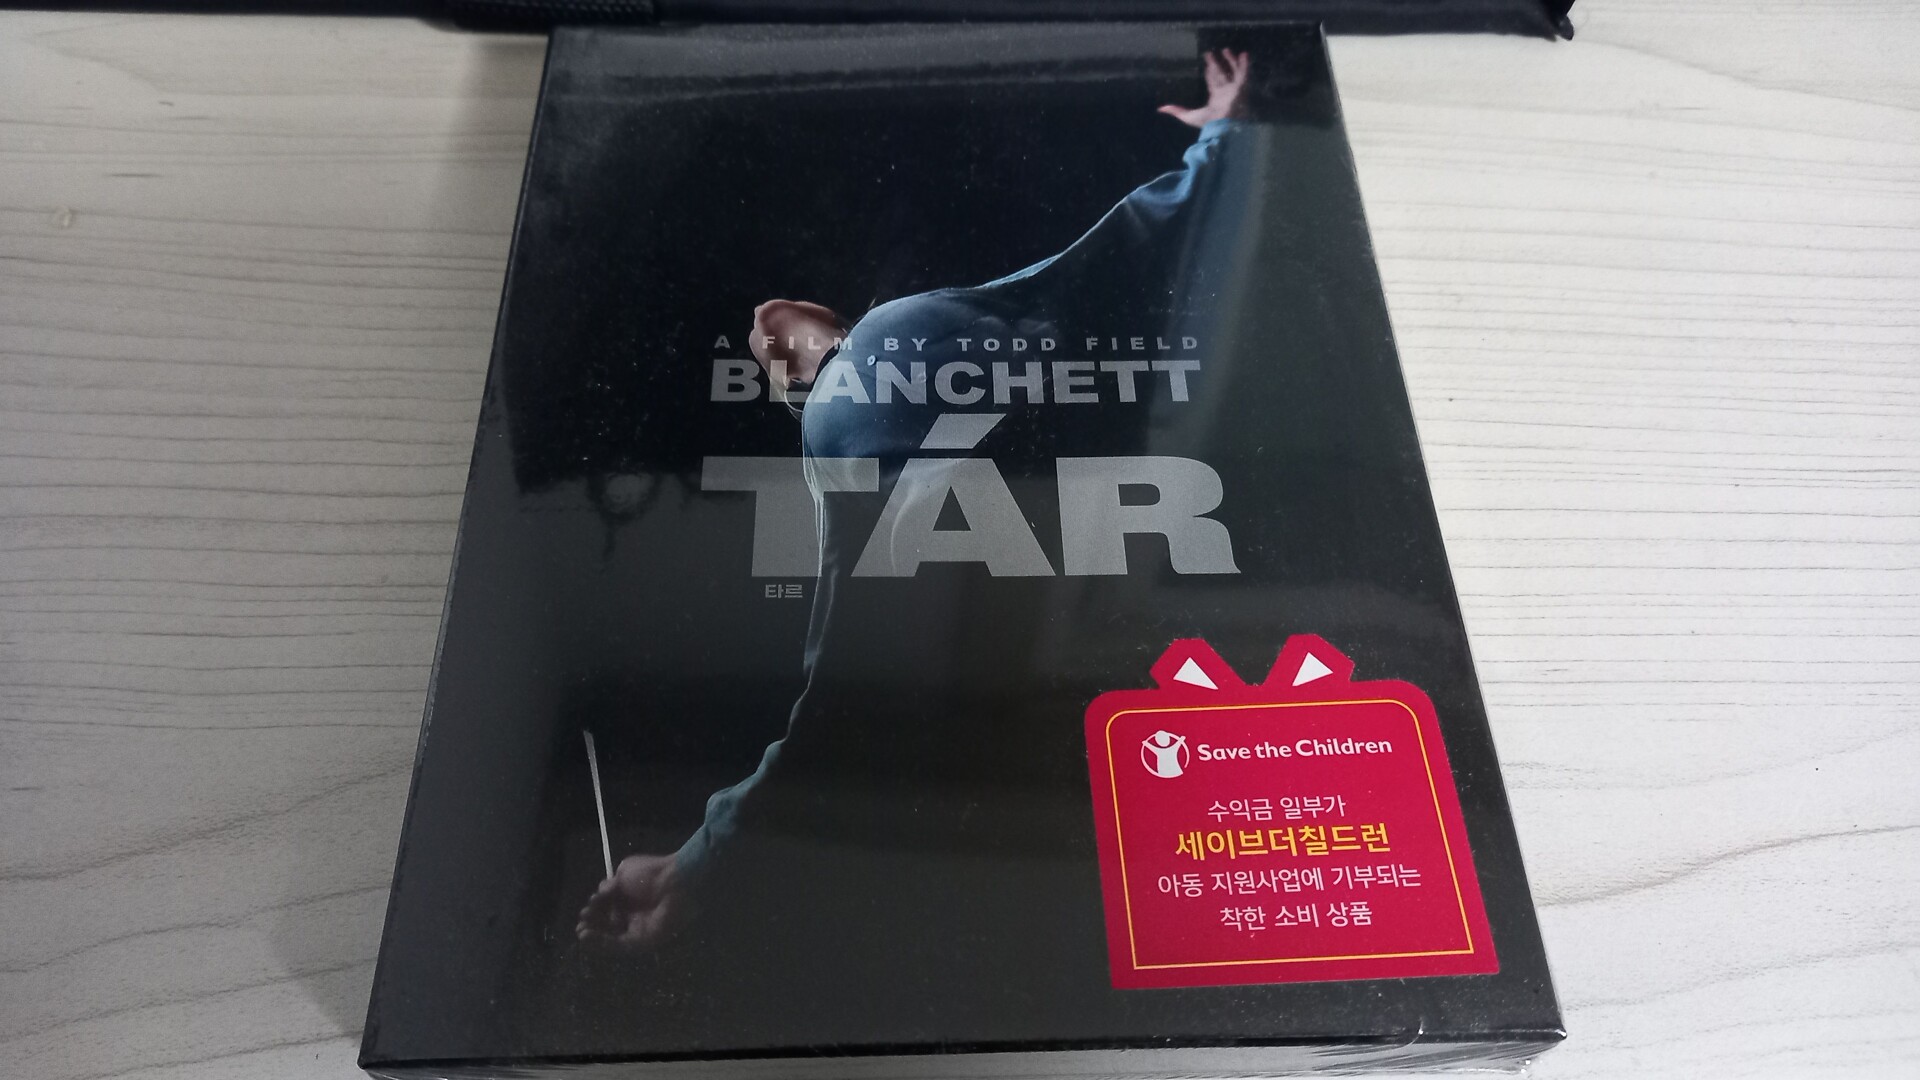 A FILM BY TODD FIELD
BLANCHETT
TÁR
타르
Save the Children
수익금 일부가
세이브더칠드런
아동 지원사업에 기부되는
착한 소비 상품